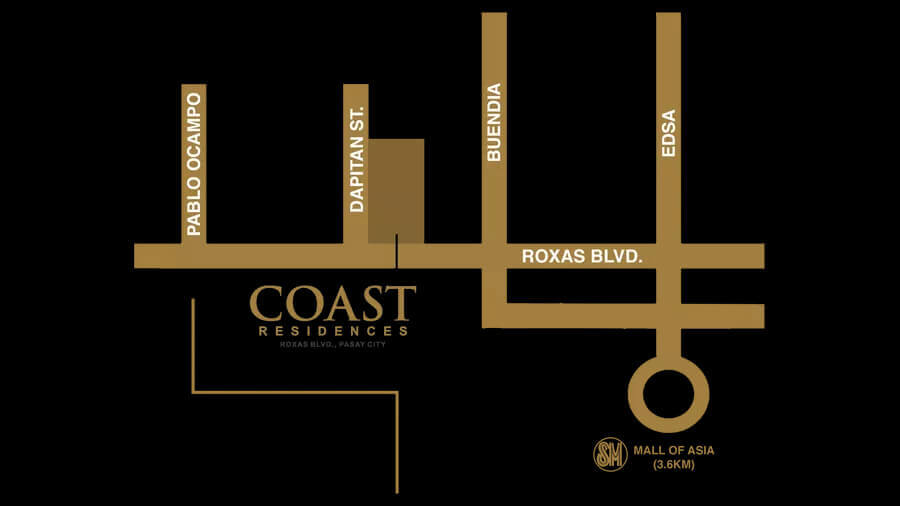 PABLO OCAMPO
DAPITAN ST.
BUENDIA
EDSA
ROXAS BLVD.
COAST
RESIDENCES
ROXAS BLVD., PASAY CITY
SM
MALL OF ASIA
(3.6KM)